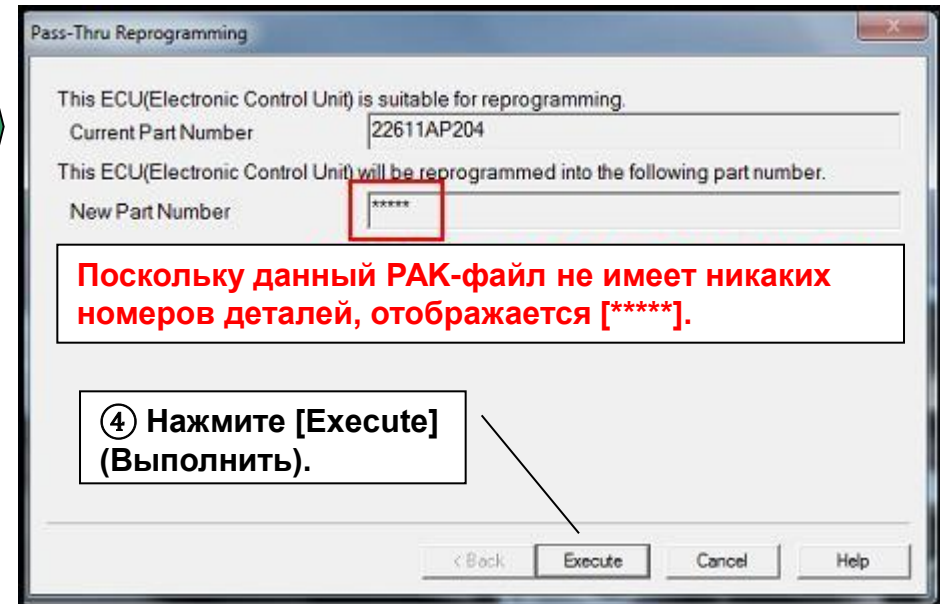 Pass-Thru Reprogramming
This ECU(Electronic Control Unit) is suitable for reprogramming.
Current Part Number 22611AP204
This ECU(Electronic Control Unit) will be reprogrammed into the following part number.
New Part Number *****
Поскольку данный PAK-файл не имеет никаких
номеров деталей, отображается [*****].
④ Нажмите [Execute]
(Выполнить).
< Back Execute Cancel Help